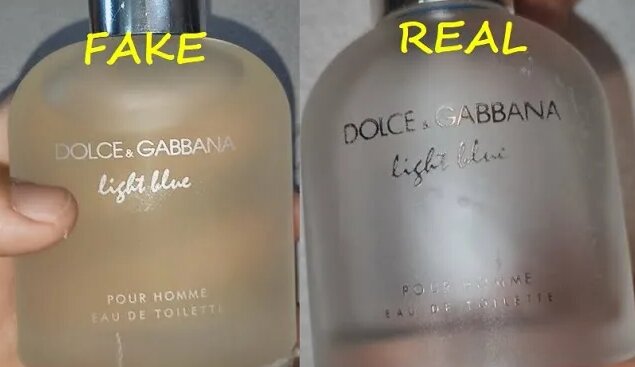 FAKE
DOLCE & GABBANA
light blue
POUR HOMME
EAU DE TOILETTE
REAL
DOLCE & GABBANA
light blue
POUR HOMME
EAU DE TOILETTE